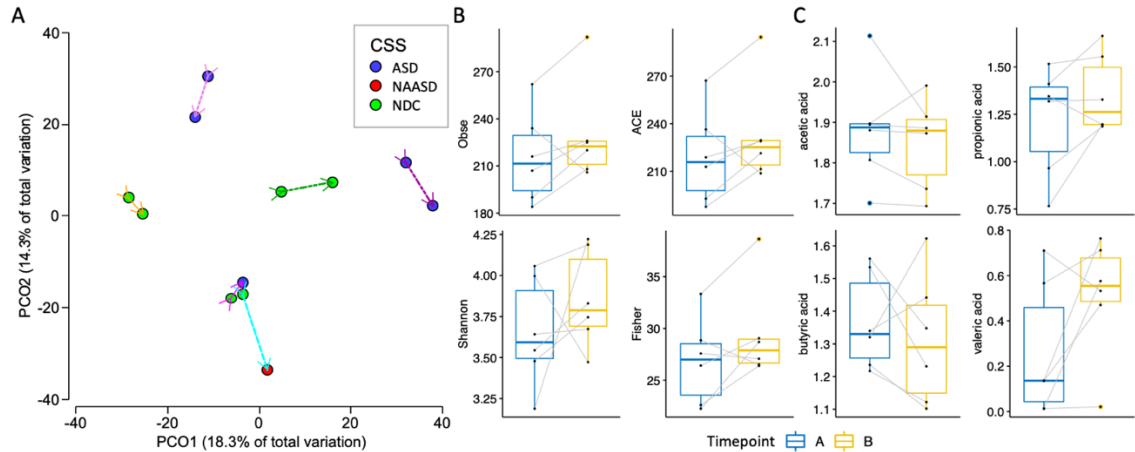 A
CSS
ASD
NAASD
NDC
40
20
0
-20
-40
PCO2 (14.3% of total variation)
-40
-20
0
20
40
PCO1 (18.3% of total variation)
B
Obse
270
240
210
180
ACE
270
240
210
Shannon
4.25
4.00
3.75
3.50
3.25
Fisher
35
30
25
C
acetic acid
2.1
2.0
1.9
1.8
1.7
propionic acid
1.50
1.25
1.00
0.75
butyric acid
1.6
1.5
1.4
1.3
1.2
1.1
valeric acid
0.8
0.6
0.4
0.2
0.0
Timepoint A B